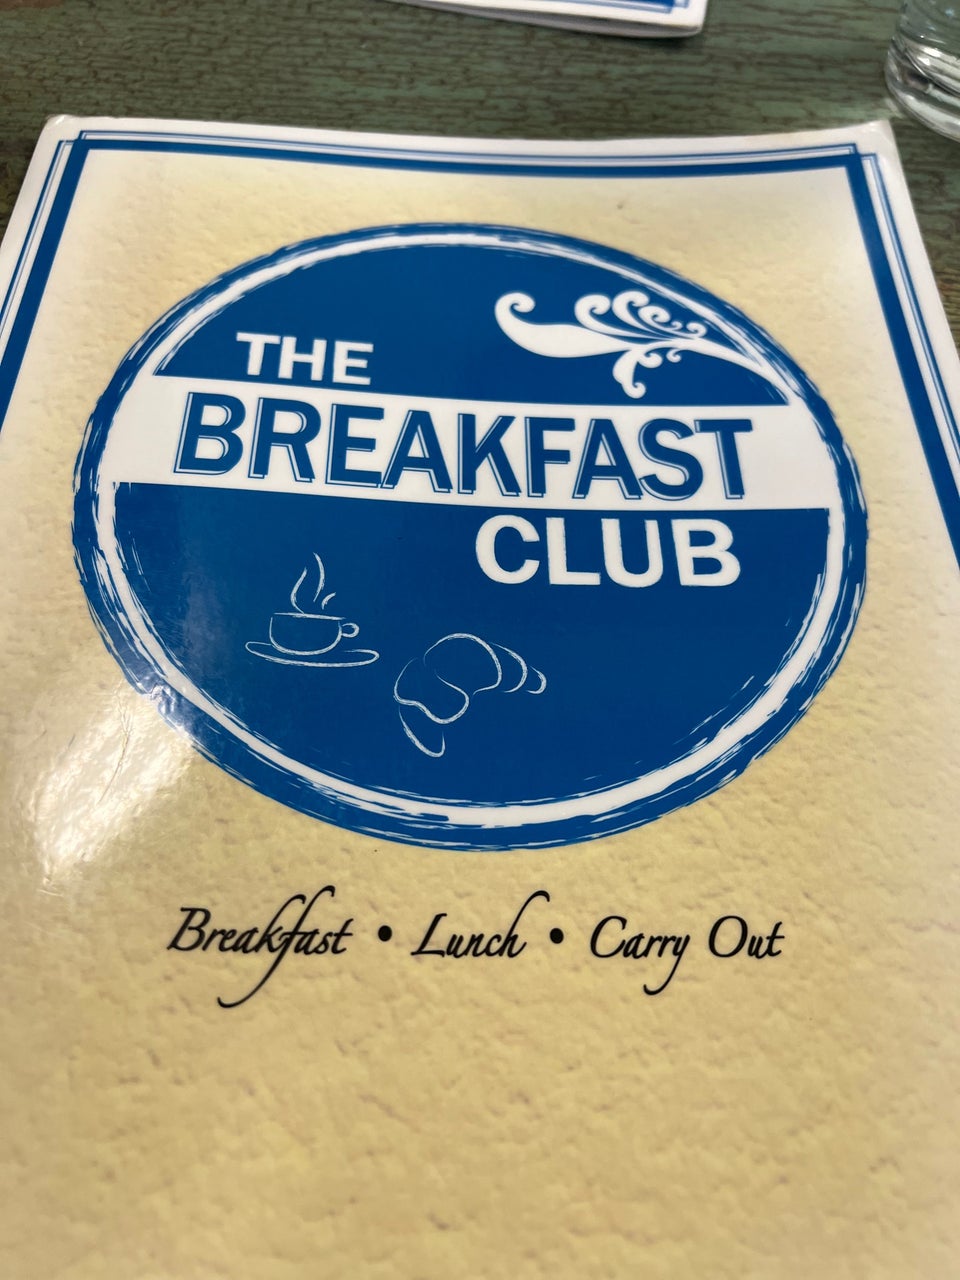 THE
BREAKFAST
CLUB
Breakfast • Lunch • Carry Out